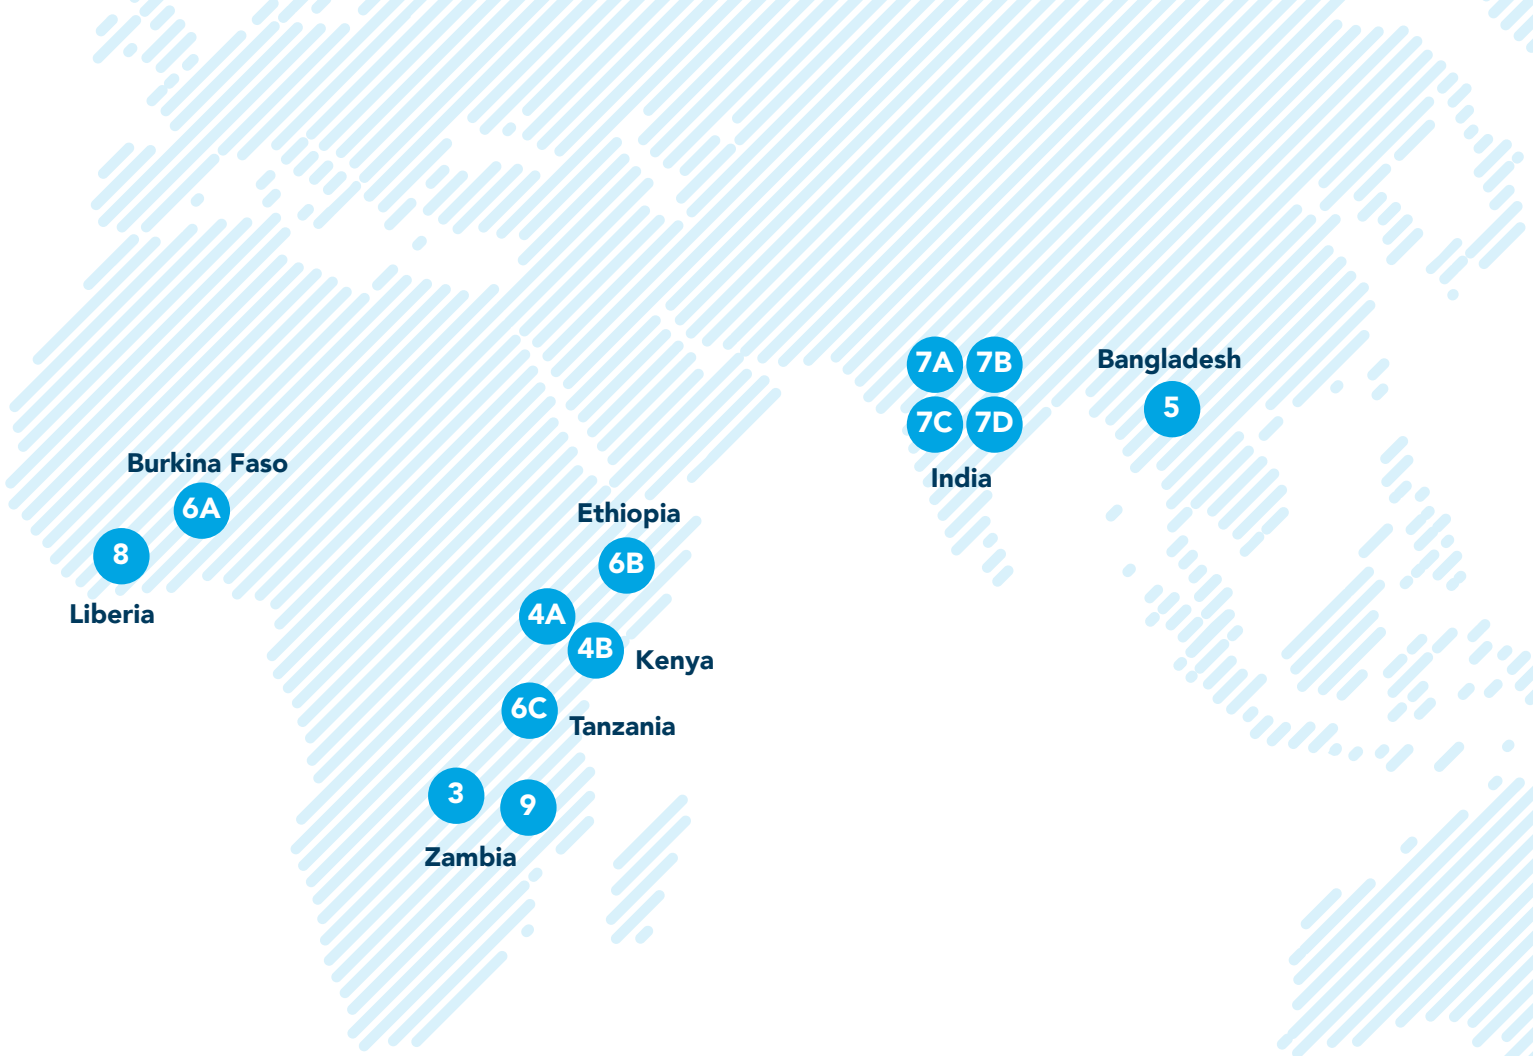 7A 7B
Bangladesh
5
7C 7D
India
Burkina Faso
6A
8
Liberia
Ethiopia
6B
4A
4B
Kenya
6C
Tanzania
3
9
Zambia